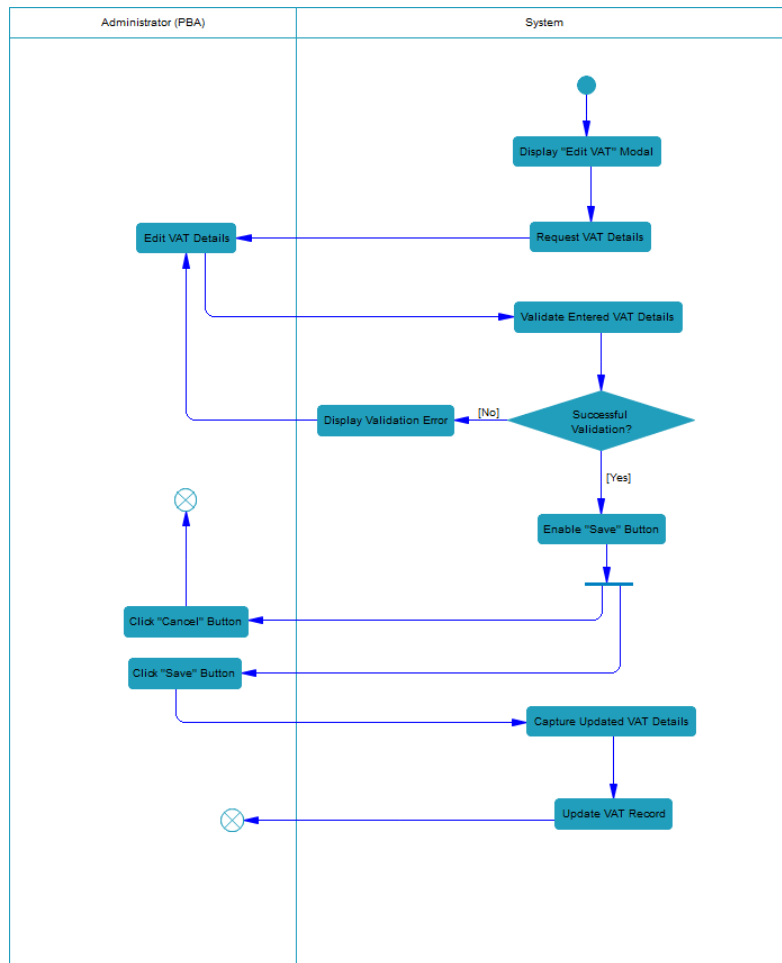 Administrator (PBA)
System
Display "Edit VAT" Modal
Edit VAT Details
Request VAT Details
Validate Entered VAT Details
Display Validation Error
[No]
Successful
Validation?
[Yes]
Enable "Save" Button
Click "Cancel" Button
Click "Save" Button
Capture Updated VAT Details
Update VAT Record